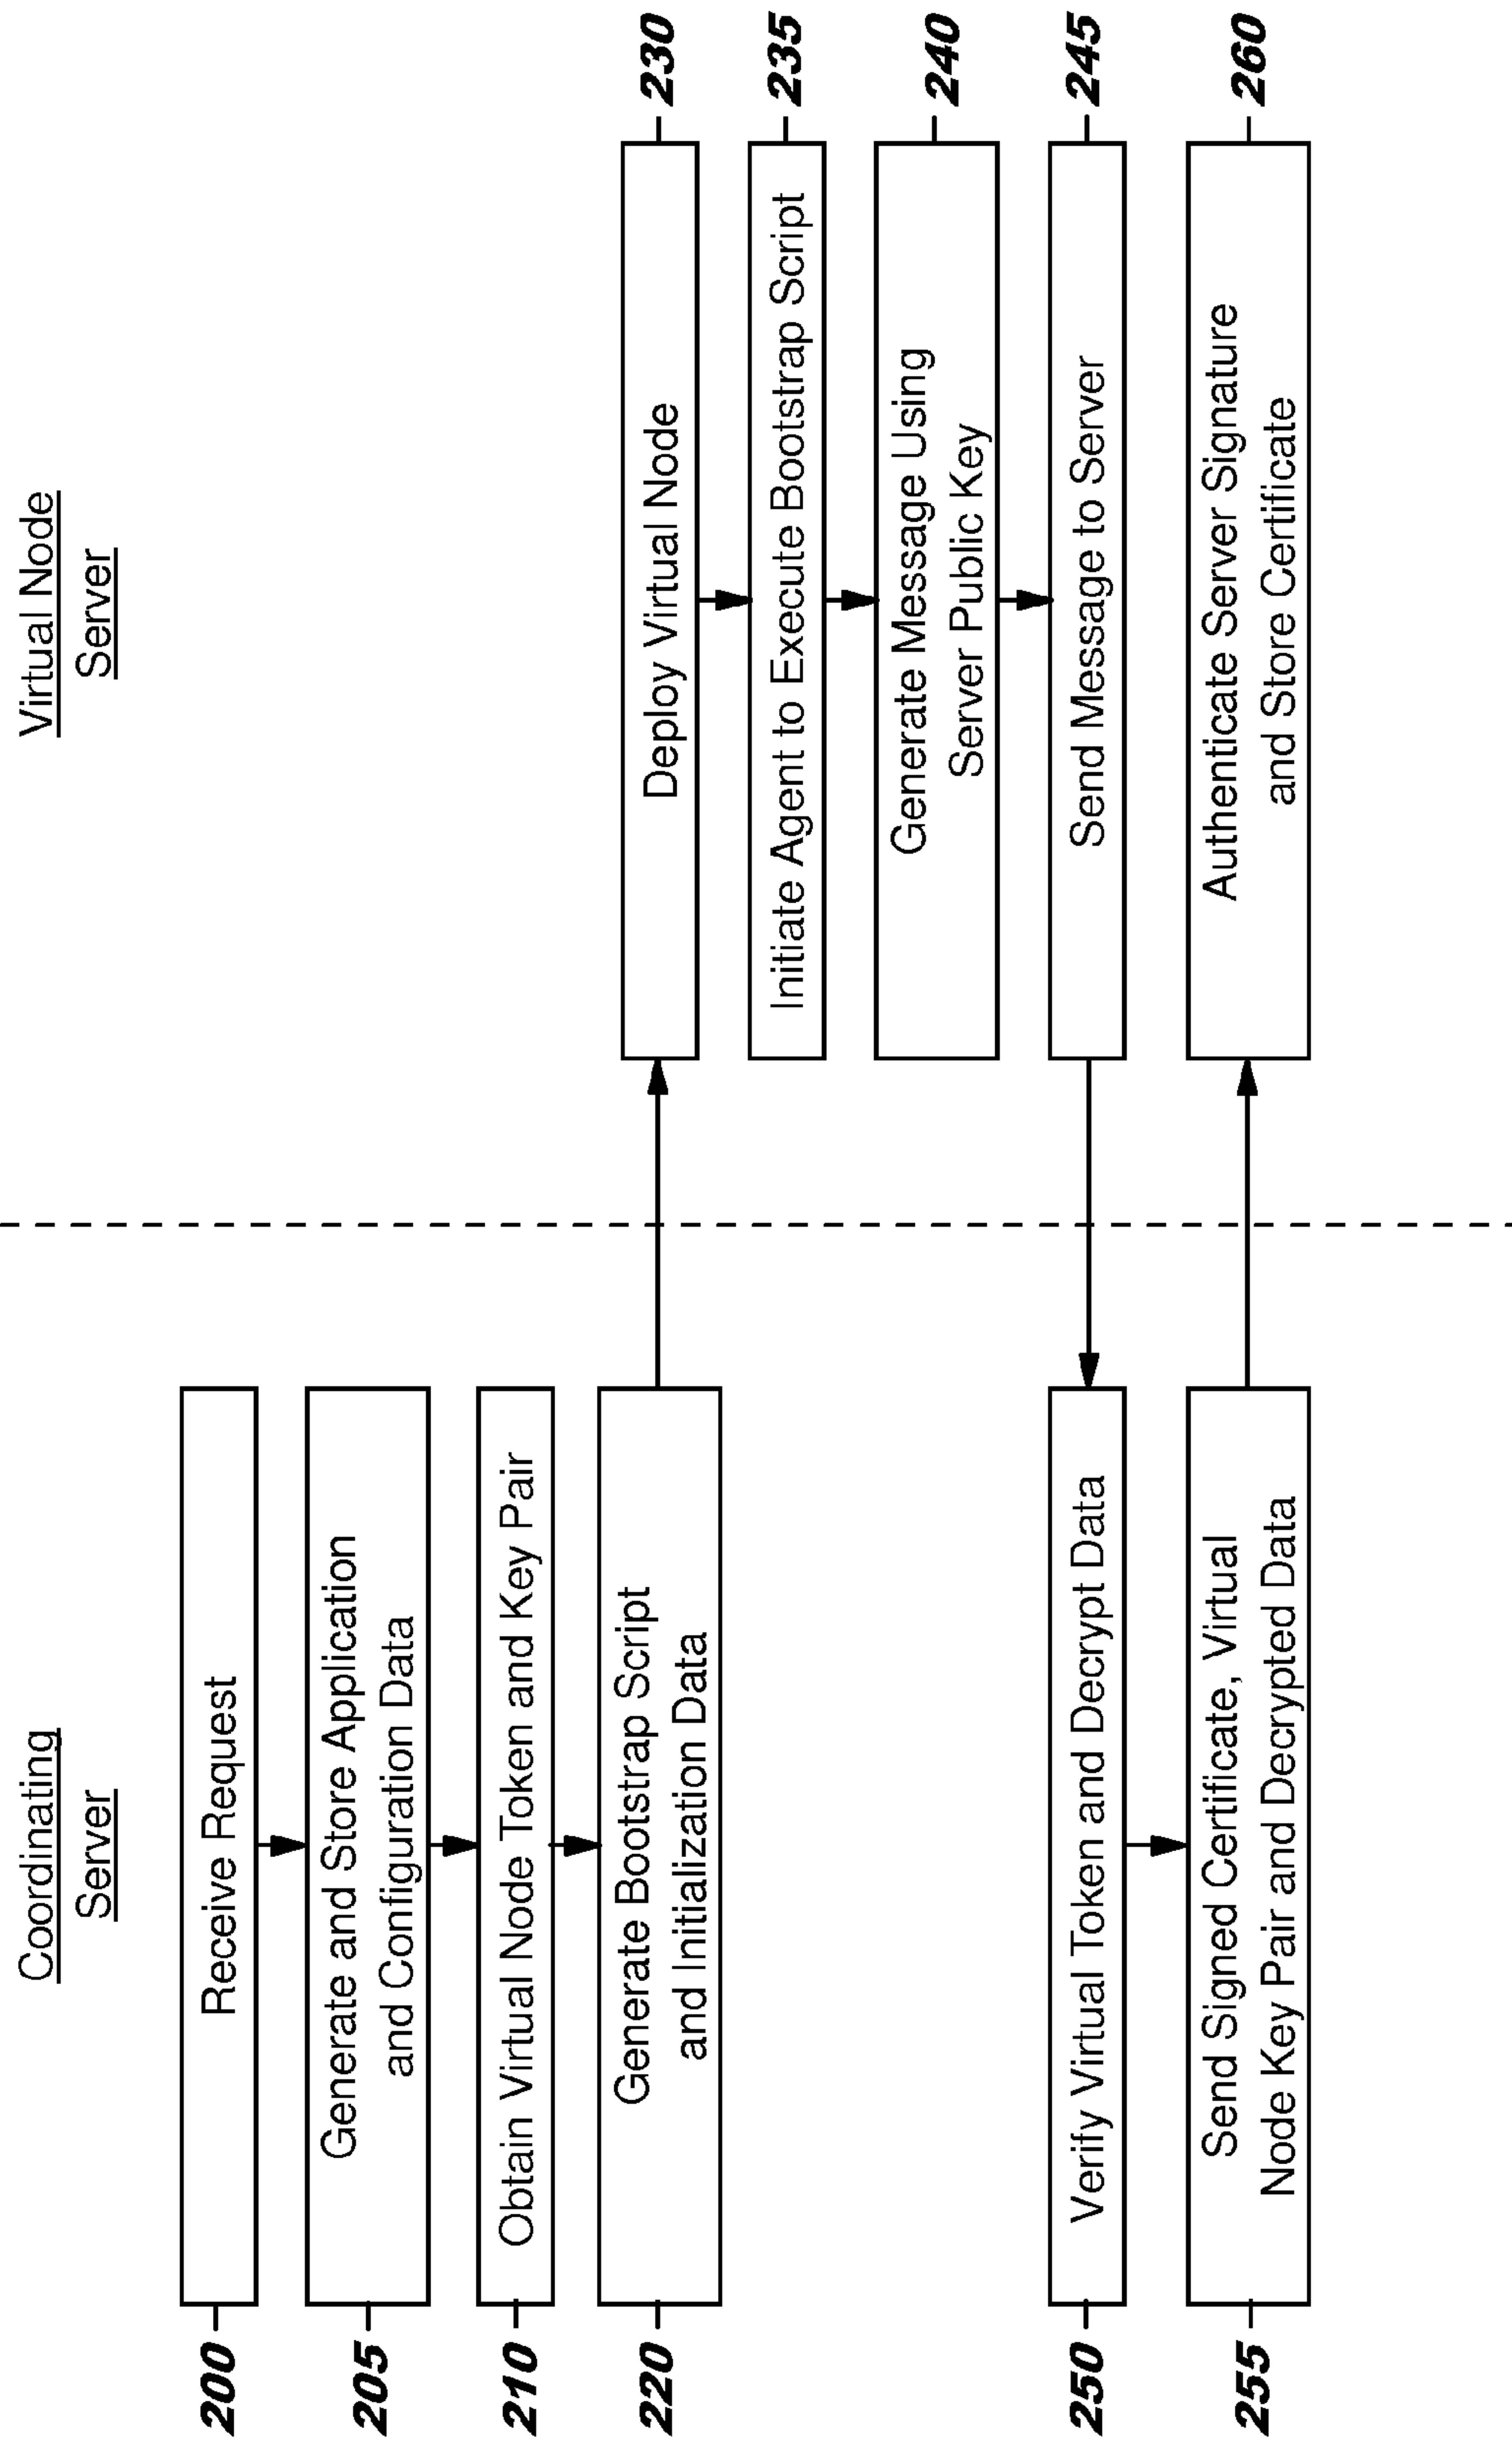 Coordinating
Server
Virtual Node
Server
200
Receive Request
205
Generate and Store Application
and Configuration Data
210
Obtain Virtual Node Token and Key Pair
220
Generate Bootstrap Script
and Initialization Data
Deploy Virtual Node
230
Initiate Agent to Execute Bootstrap Script
235
Generate Message Using
Server Public Key
240
Send Message to Server
245
250
Verify Virtual Token and Decrypt Data
255
Send Signed Certificate, Virtual
Node Key Pair and Decrypted Data
Authenticate Server Signature
and Store Certificate
260